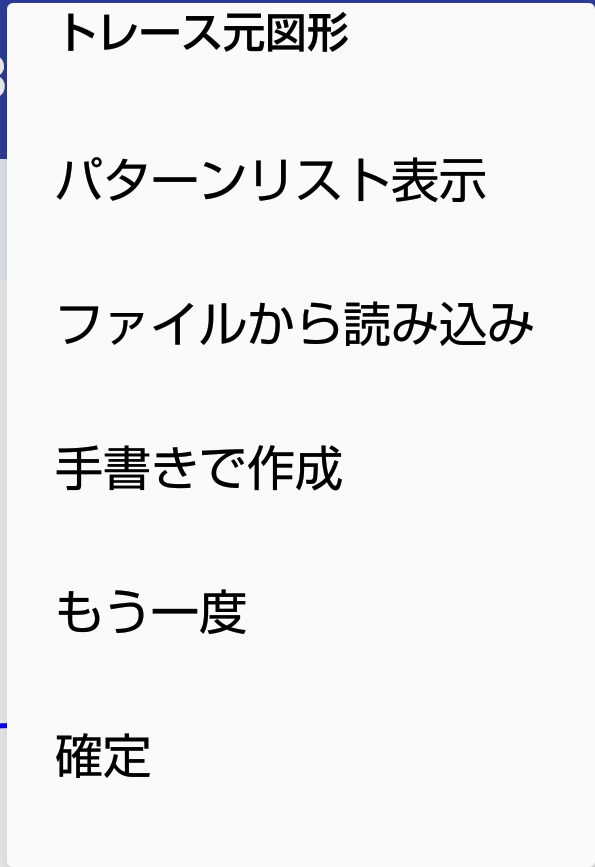 トレース元図形
パターンリスト表示
ファイルから読み込み
手書きで作成
もう一度
確定